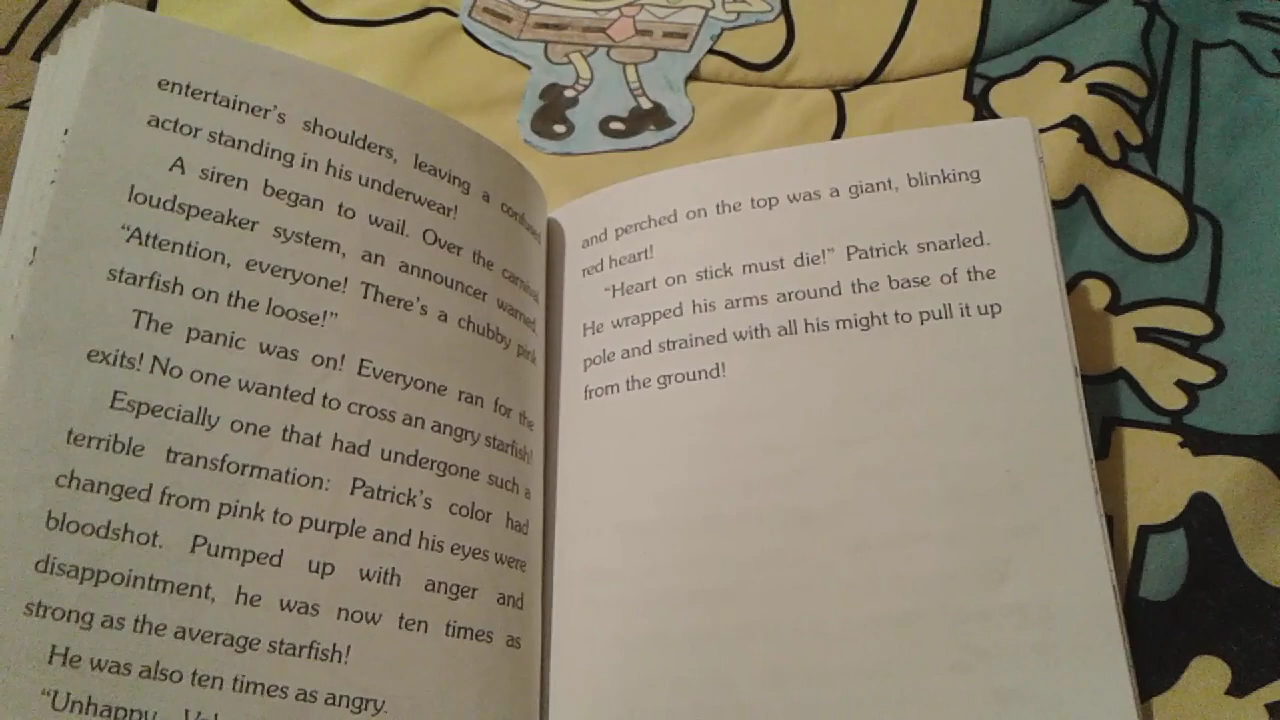 entertainer's shoulders, leaving a confused
actor standing in his underwear!
A siren began to wail. Over the carnival
loudspeaker system, an announcer warned,
“Attention, everyone! There's a chubby pink
starfish on the loose!”
The panic was on! Everyone ran for the
exits! No one wanted to cross an angry starfish!
Especially one that had undergone such a
terrible transformation: Patrick's color had
changed from pink to purple and his eyes were
bloodshot. Pumped up with anger and
disappointment, he was now ten times as
strong as the average starfish!
He was also ten times as angry.
“Unhappy
and perched on the top was a giant, blinking
red heart!
“Heart on stick must die!” Patrick snarled.
He wrapped his arms around the base of the
pole and strained with all his might to pull it up
from the ground!